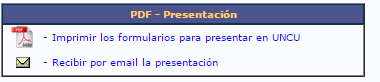 PDF - Presentación
- Imprimir los formularios para presentar en UNCU
- Recibir por email la presentación